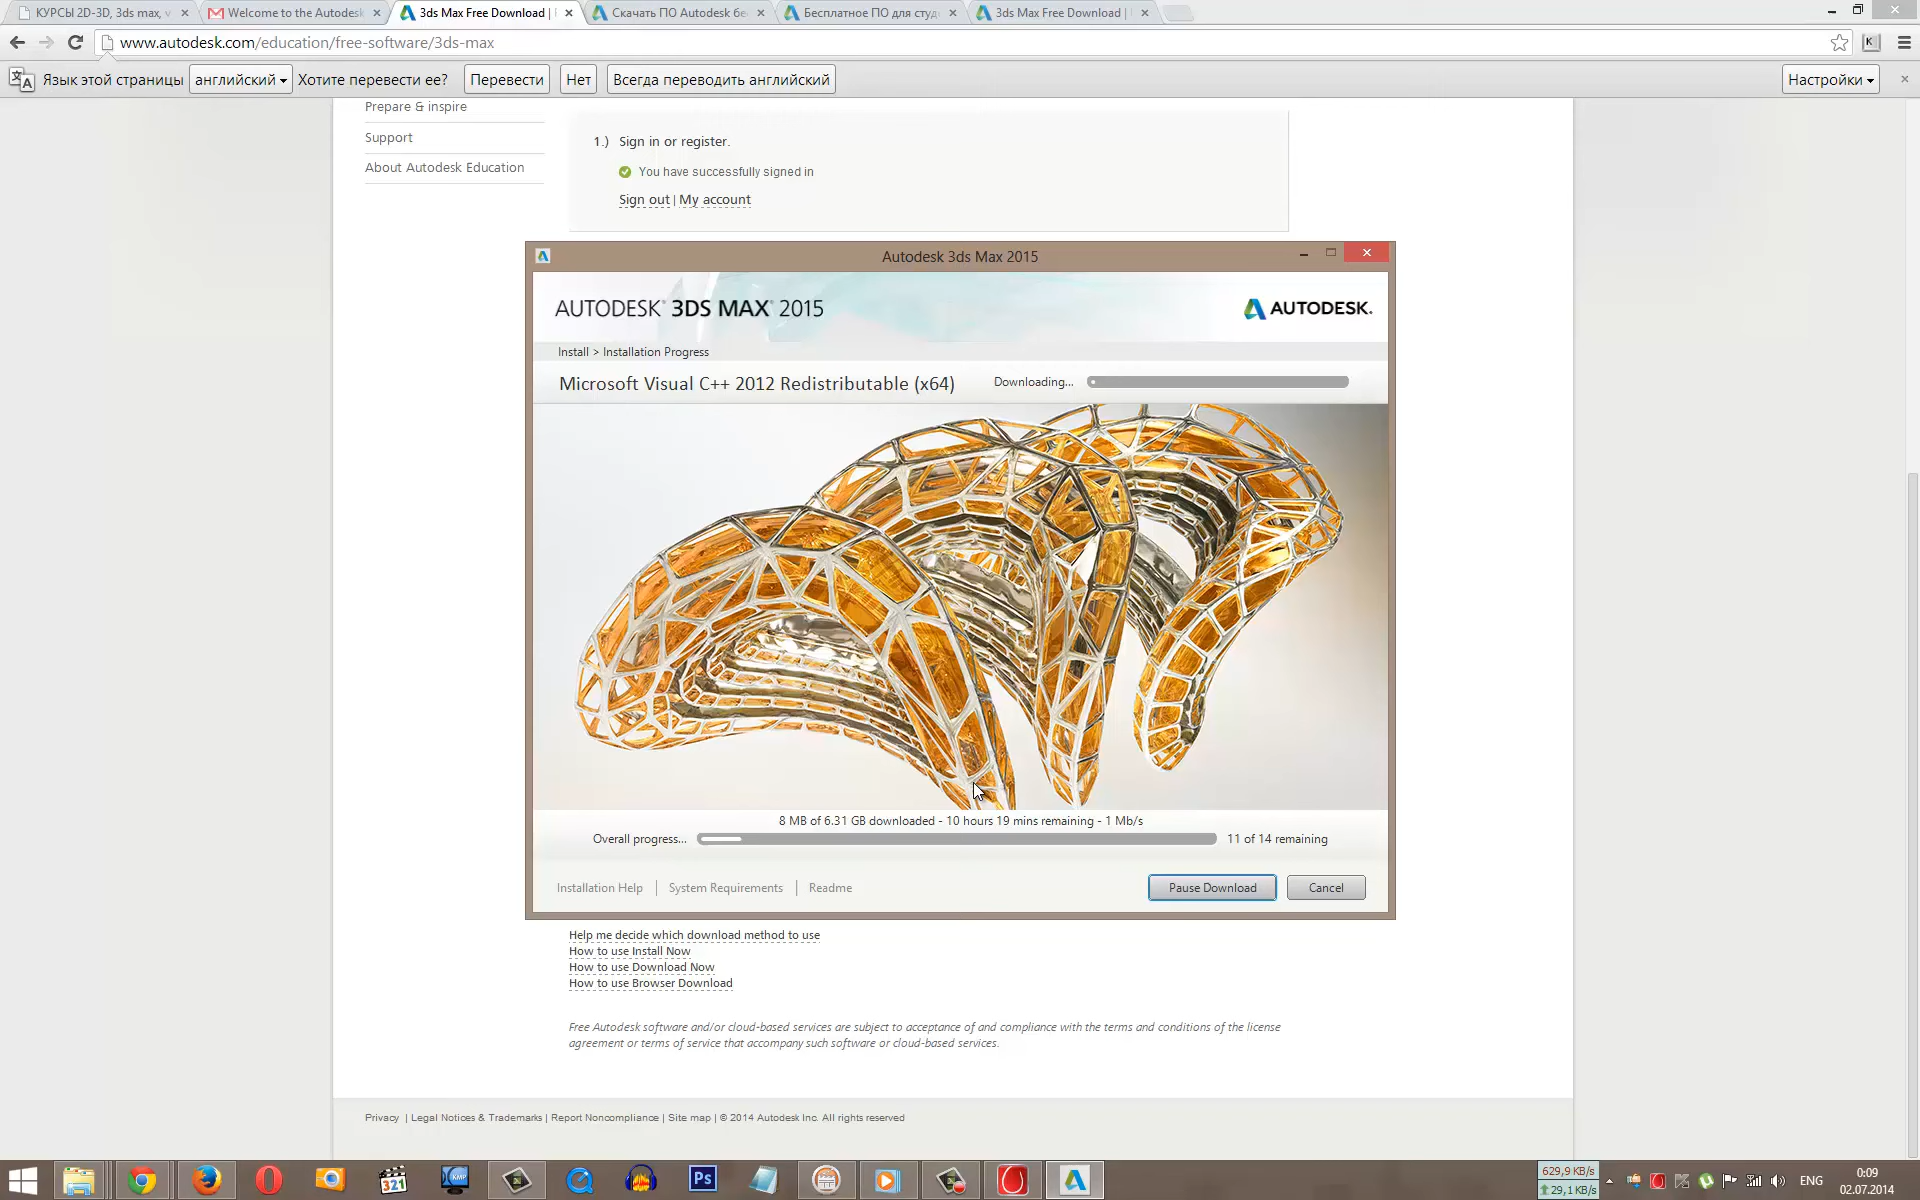 КУРСЫ 2D-3D, 3ds max, v
Welcome to the Autodesk
3ds Max Free Download |
Скачать ПО Autodesk бе
Бесплатное ПО для студ
3ds Max Free Download |
www.autodesk.com/education/free-software/3ds-max
Язык этой страницы английский Хотите перевести ее? Перевести Нет Всегда переводить английский Настройки
Prepare & inspire
Support
About Autodesk Education
1.) Sign in or register.
You have successfully signed in
Sign out | My account
Autodesk 3ds Max 2015
AUTODESK® 3DS MAX® 2015
AUTODESK.
Install > Installation Progress
Microsoft Visual C++ 2012 Redistributable (x64) Downloading...
8 MB of 6.31 GB downloaded - 10 hours 19 mins remaining - 1 Mb/s
Overall progress... 11 of 14 remaining
Installation Help | System Requirements | Readme Pause Download Cancel
Help me decide which download method to use
How to use Install Now
How to use Download Now
How to use Browser Download
Free Autodesk software and/or cloud-based services are subject to acceptance of and compliance with the terms and conditions of the license
agreement or terms of service that accompany such software or cloud-based services.
Privacy | Legal Notices & Trademarks | Report Noncompliance | Site map | © 2014 Autodesk Inc. All rights reserved
321
KMP
Ps
629,9 KB/s
29,1 KB/s
ENG
0:09
02.07.2014